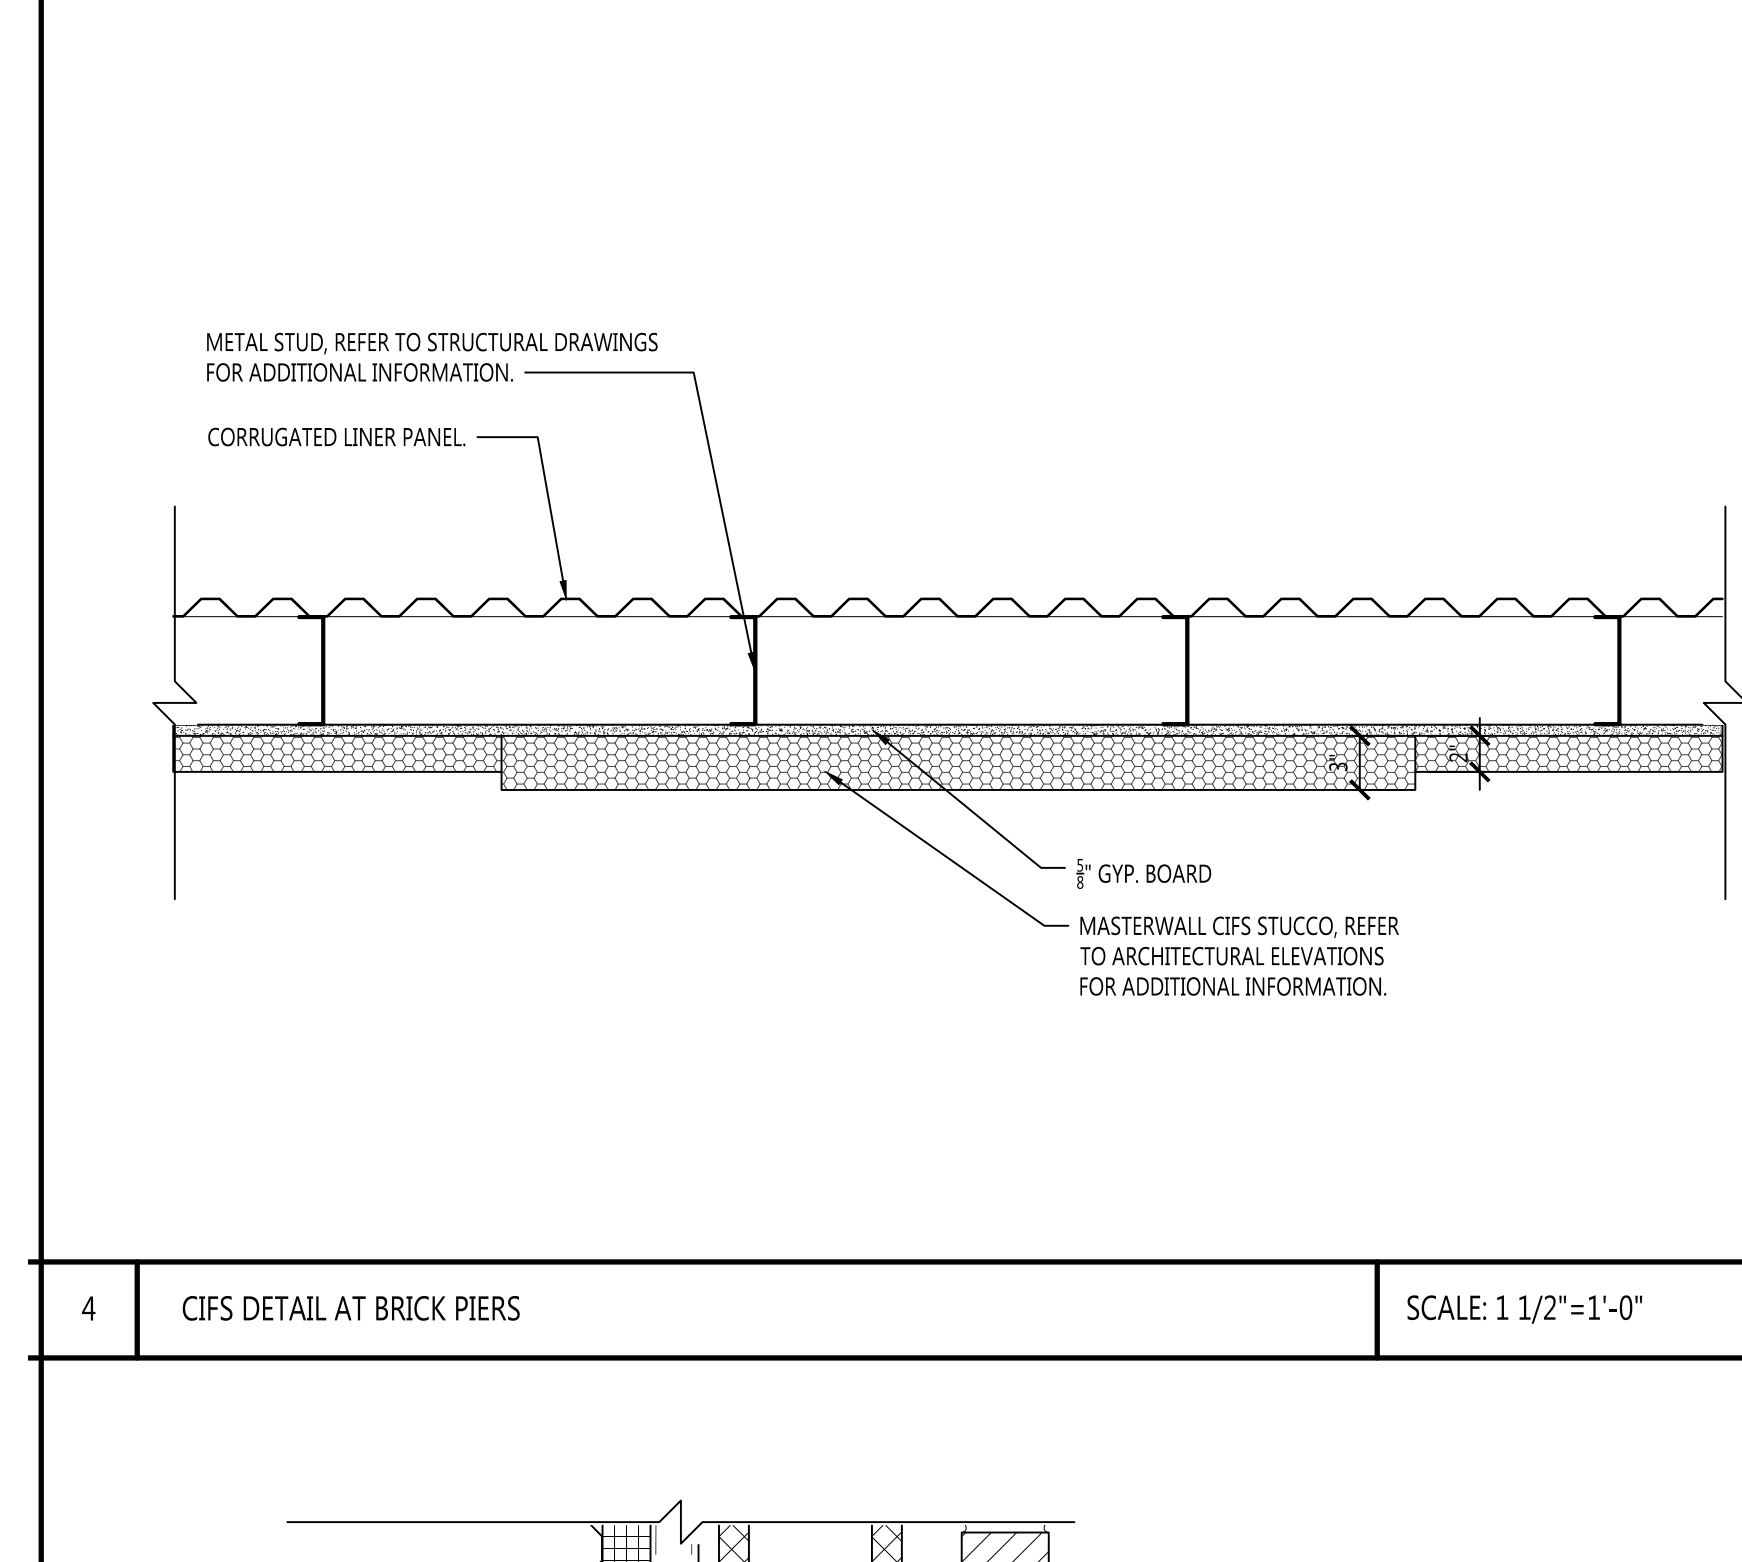 METAL STUD, REFER TO STRUCTURAL DRAWINGS
FOR ADDITIONAL INFORMATION.
CORRUGATED LINER PANEL.
3"
2"
5/8" GYP. BOARD
MASTERWALL CIFS STUCCO, REFER
TO ARCHITECTURAL ELEVATIONS
FOR ADDITIONAL INFORMATION.
4
CIFS DETAIL AT BRICK PIERS
SCALE: 1 1/2"=1'-0"